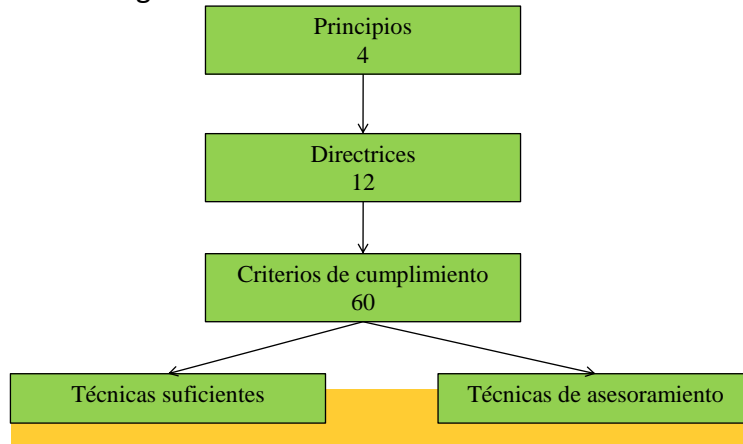 Principios
4
Directrices
12
Criterios de cumplimiento
60
Técnicas suficientes
Técnicas de asesoramiento